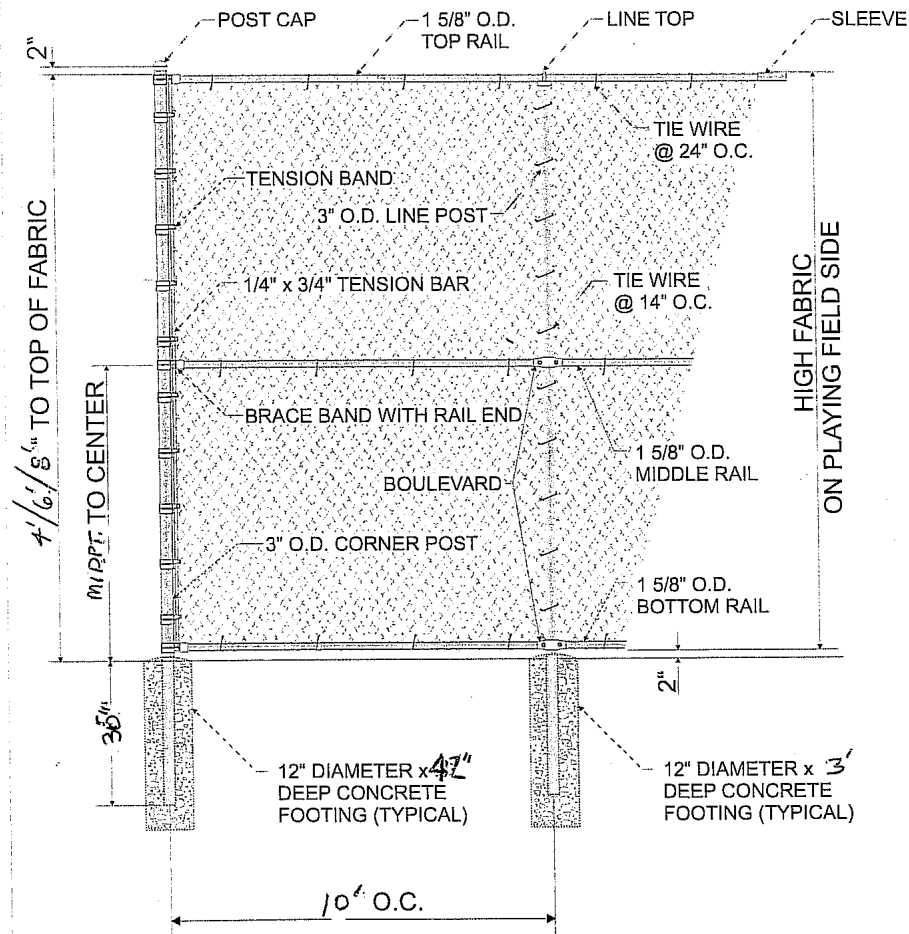 POST CAP
1 5/8" O.D.
TOP RAIL
LINE TOP
SLEEVE
2"
TIE WIRE
@ 24" O.C.
TENSION BAND
3" O.D. LINE POST
4'/6'/8'" TO TOP OF FABRIC
1/4" x 3/4" TENSION BAR
TIE WIRE
@ 14" O.C.
HIGH FABRIC
ON PLAYING FIELD SIDE
MIDPT. TO CENTER
BRACE BAND WITH RAIL END
1 5/8" O.D.
MIDDLE RAIL
BOULEVARD
3" O.D. CORNER POST
1 5/8" O.D.
BOTTOM RAIL
2"
12" DIAMETER x 42"
DEEP CONCRETE
FOOTING (TYPICAL)
12" DIAMETER x 3'
DEEP CONCRETE
FOOTING (TYPICAL)
10' O.C.